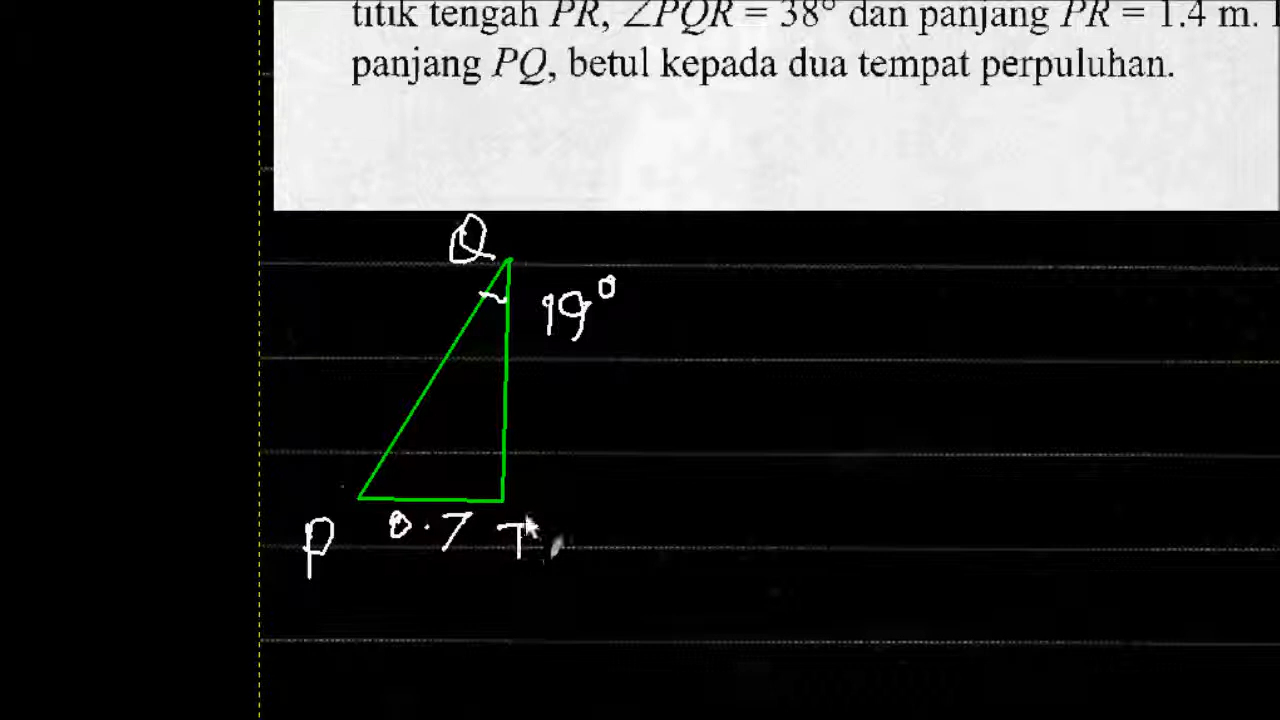 titik tengah PR, ∠PQR = 38° dan panjang PR = 1.4 m.
panjang PQ, betul kepada dua tempat perpuluhan.
Q
19°
P 0.7 T